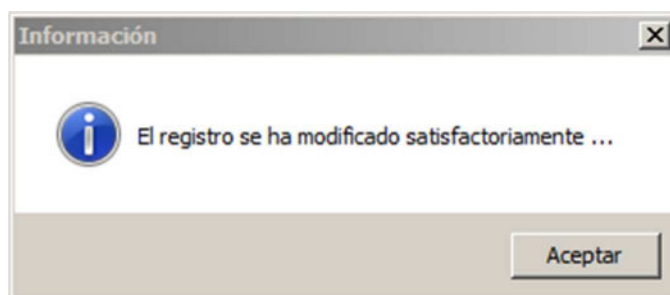 Información
El registro se ha modificado satisfactoriamente ...
Aceptar